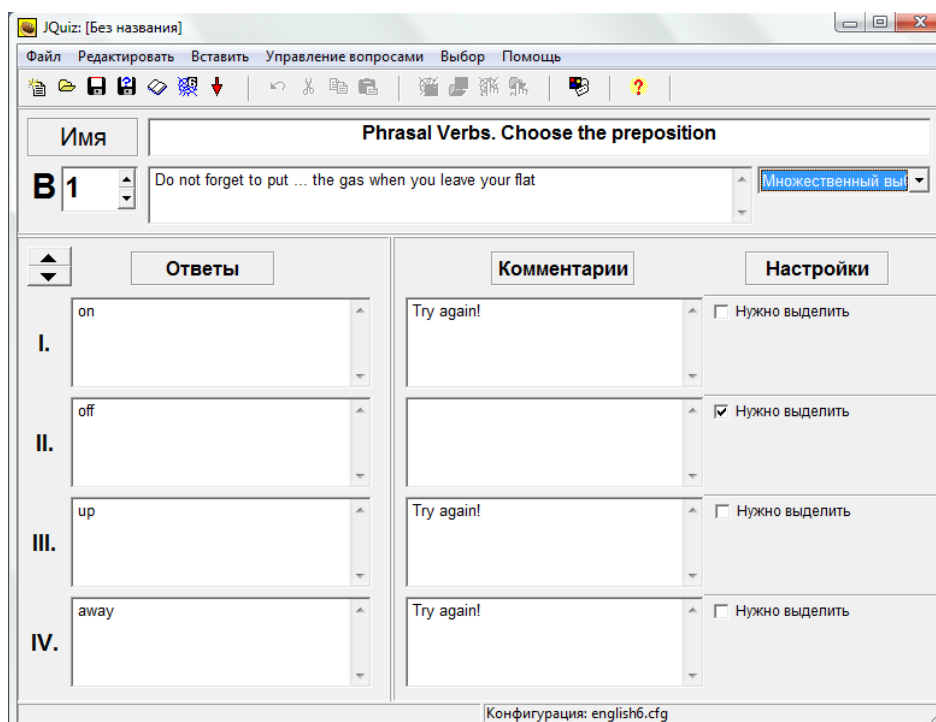 JQuiz: [Без названия]
Файл Редактировать Вставить Управление вопросами Выбор Помощь
Имя
Phrasal Verbs. Choose the preposition
В 1
Do not forget to put ... the gas when you leave your flat
Множественный выб
Ответы Комментарии Настройки
I. on Try again! Нужно выделить
II. off Нужно выделить
III. up Try again! Нужно выделить
IV. away Try again! Нужно выделить
Конфигурация: english6.cfg